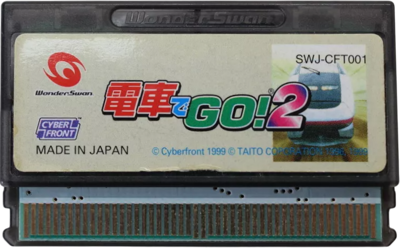 WonderSwan
SWJ-CFT001
WonderSwan
電車でGO!2
CYBER
FRONT
MADE IN JAPAN
© Cyberfront 1999 © TAITO CORPORATION 1996, 1999